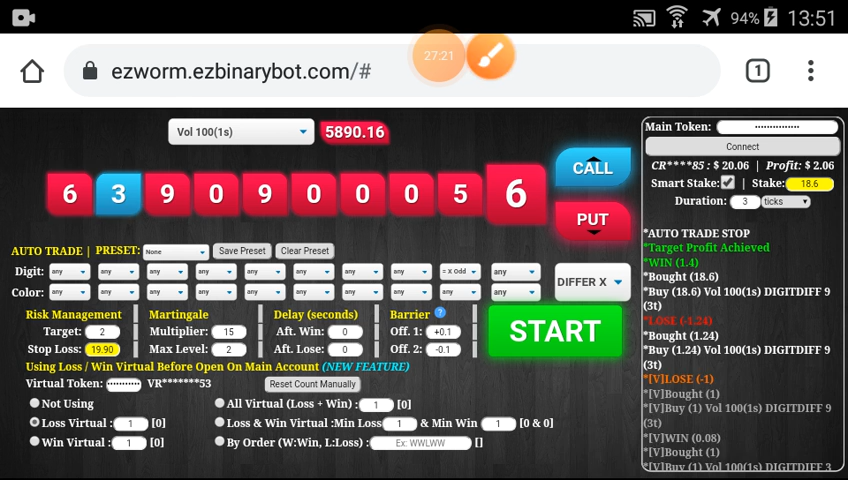 94% 13:51
27:21
ezworm.ezbinarybot.com/# 1
Vol 100(1s) 5890.16
6 3 9 0 9 0 0 0 5 6
CALL
PUT
AUTO TRADE | PRESET: None Save Preset Clear Preset
Digit: any any any any any any any any = X Odd any
Color: any any any any any any any any any any
DIFFER X
Risk Management Martingale Delay (seconds) Barrier ?
Target: 2 Multiplier: 15 Aft. Win: 0 Off. 1: +0.1
Stop Loss: 19.90 Max Level: 2 Aft. Lose: 0 Off. 2: -0.1
START
Using Loss / Win Virtual Before Open On Main Account (NEW FEATURE)
Virtual Token: •••••••••• VR*******53 Reset Count Manually
Not Using All Virtual (Loss + Win) : 1 [0]
Loss Virtual : 1 [0] Loss & Win Virtual :Min Loss 1 & Min Win 1 [0 & 0]
Win Virtual : 1 [0] By Order (W:Win, L:Loss) : Ex: WWLWW []
Main Token: •••••••••••••••
Connect
CR****85 : $ 20.06 | Profit: $ 2.06
Smart Stake: | Stake: 18.6
Duration: 3 ticks
*AUTO TRADE STOP
*Target Profit Achieved
*WIN (1.4)
*Bought (18.6)
*Buy (18.6) Vol 100(1s) DIGITDIFF 9
(3t)
*LOSE (-1.24)
*Bought (1.24)
*Buy (1.24) Vol 100(1s) DIGITDIFF 9
(3t)
*[V]LOSE (-1)
*[V]Bought (1)
*[V]Buy (1) Vol 100(1s) DIGITDIFF 9
(3t)
*[V]WIN (0.08)
*[V]Bought (1)
*[V]Buy (1) Vol 100(1s) DIGITDIFF 3